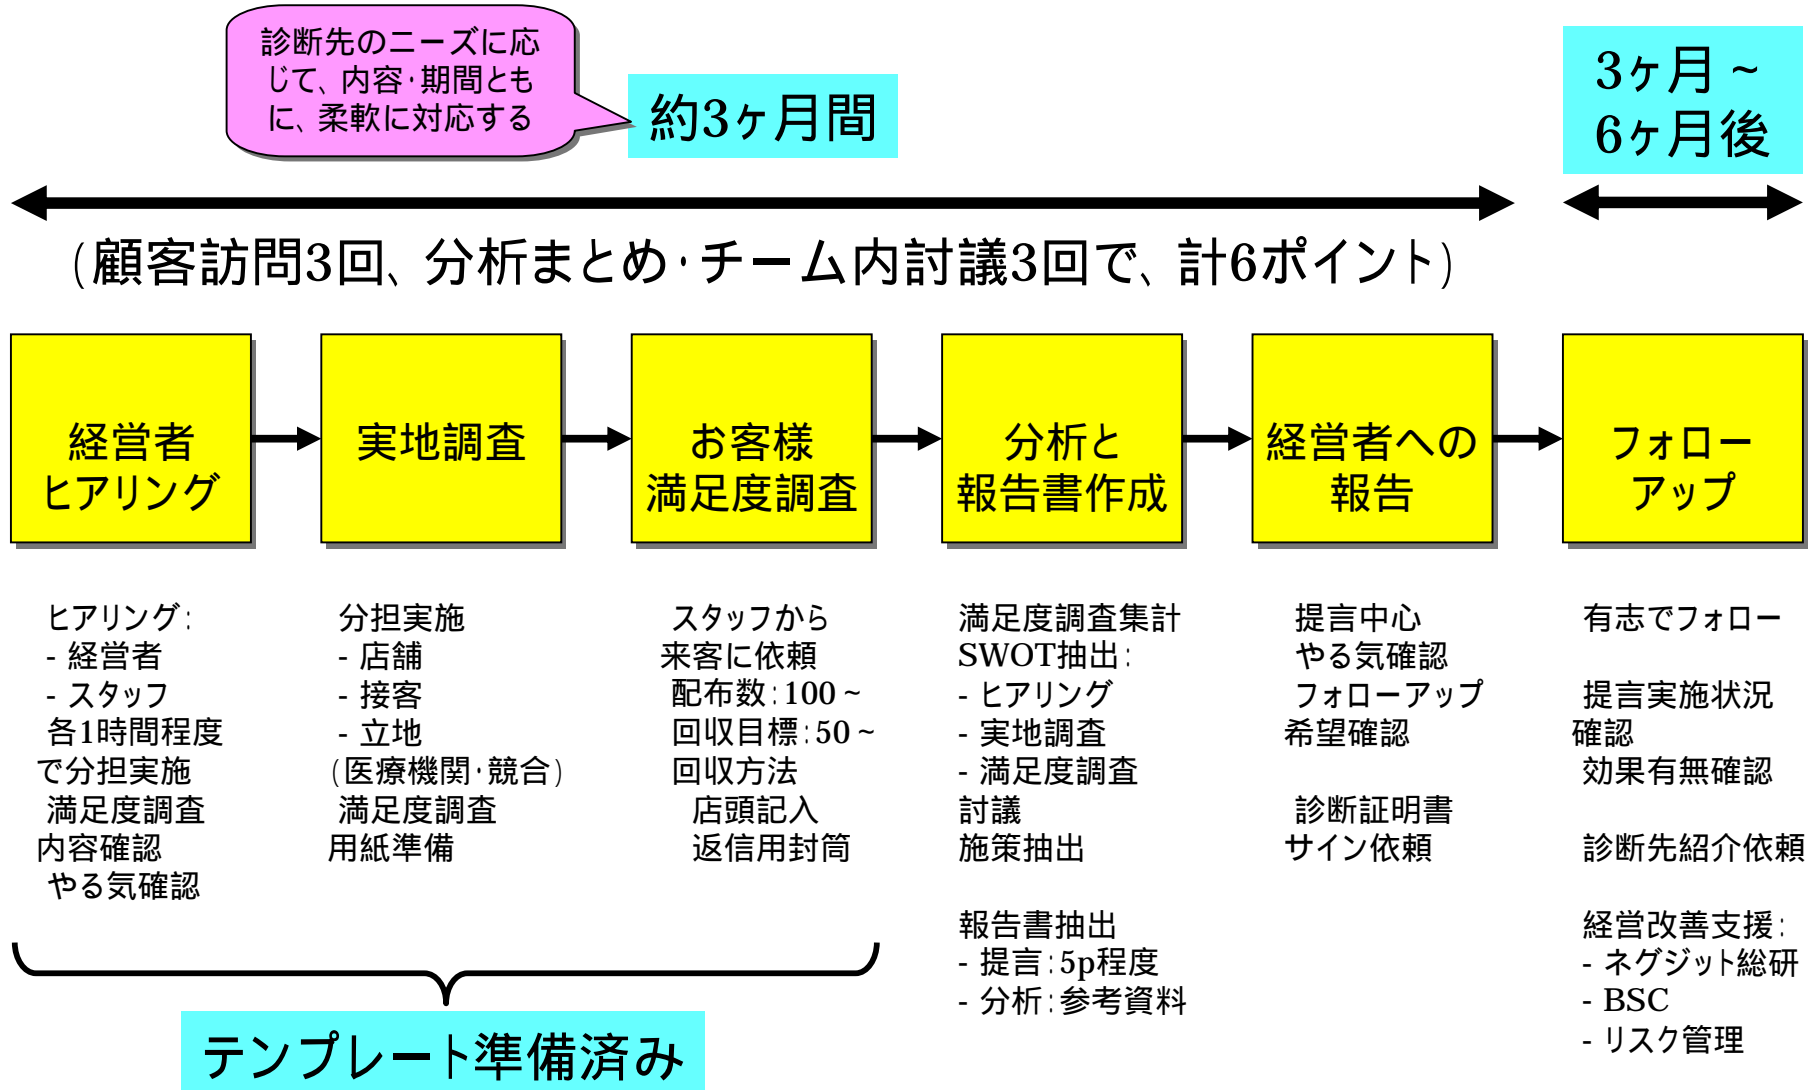 診断先のニーズに応
じて、内容・期間とも
に、柔軟に対応する
約3ヶ月間
3ヶ月~
6ヶ月後
(顧客訪問3回、分析まとめ・チーム内討議3回で、計6ポイント)
経営者
ヒアリング
実地調査
お客様
満足度調査
分析と
報告書作成
経営者への
報告
フォロー
アップ
ヒアリング:
- 経営者
- スタッフ
各1時間程度
で分担実施
満足度調査
内容確認
やる気確認
分担実施
- 店舗
- 接客
- 立地
(医療機関・競合)
満足度調査
用紙準備
スタッフから
来客に依頼
配布数:100~
回収目標:50~
回収方法
店頭記入
返信用封筒
満足度調査集計
SWOT抽出:
- ヒアリング
- 実地調査
- 満足度調査
討議
施策抽出
報告書抽出
- 提言:5p程度
- 分析:参考資料
提言中心
やる気確認
フォローアップ
希望確認
診断証明書
サイン依頼
有志でフォロー
提言実施状況
確認
効果有無確認
診断先紹介依頼
経営改善支援:
- ネグジット総研
- BSC
- リスク管理
テンプレート準備済み